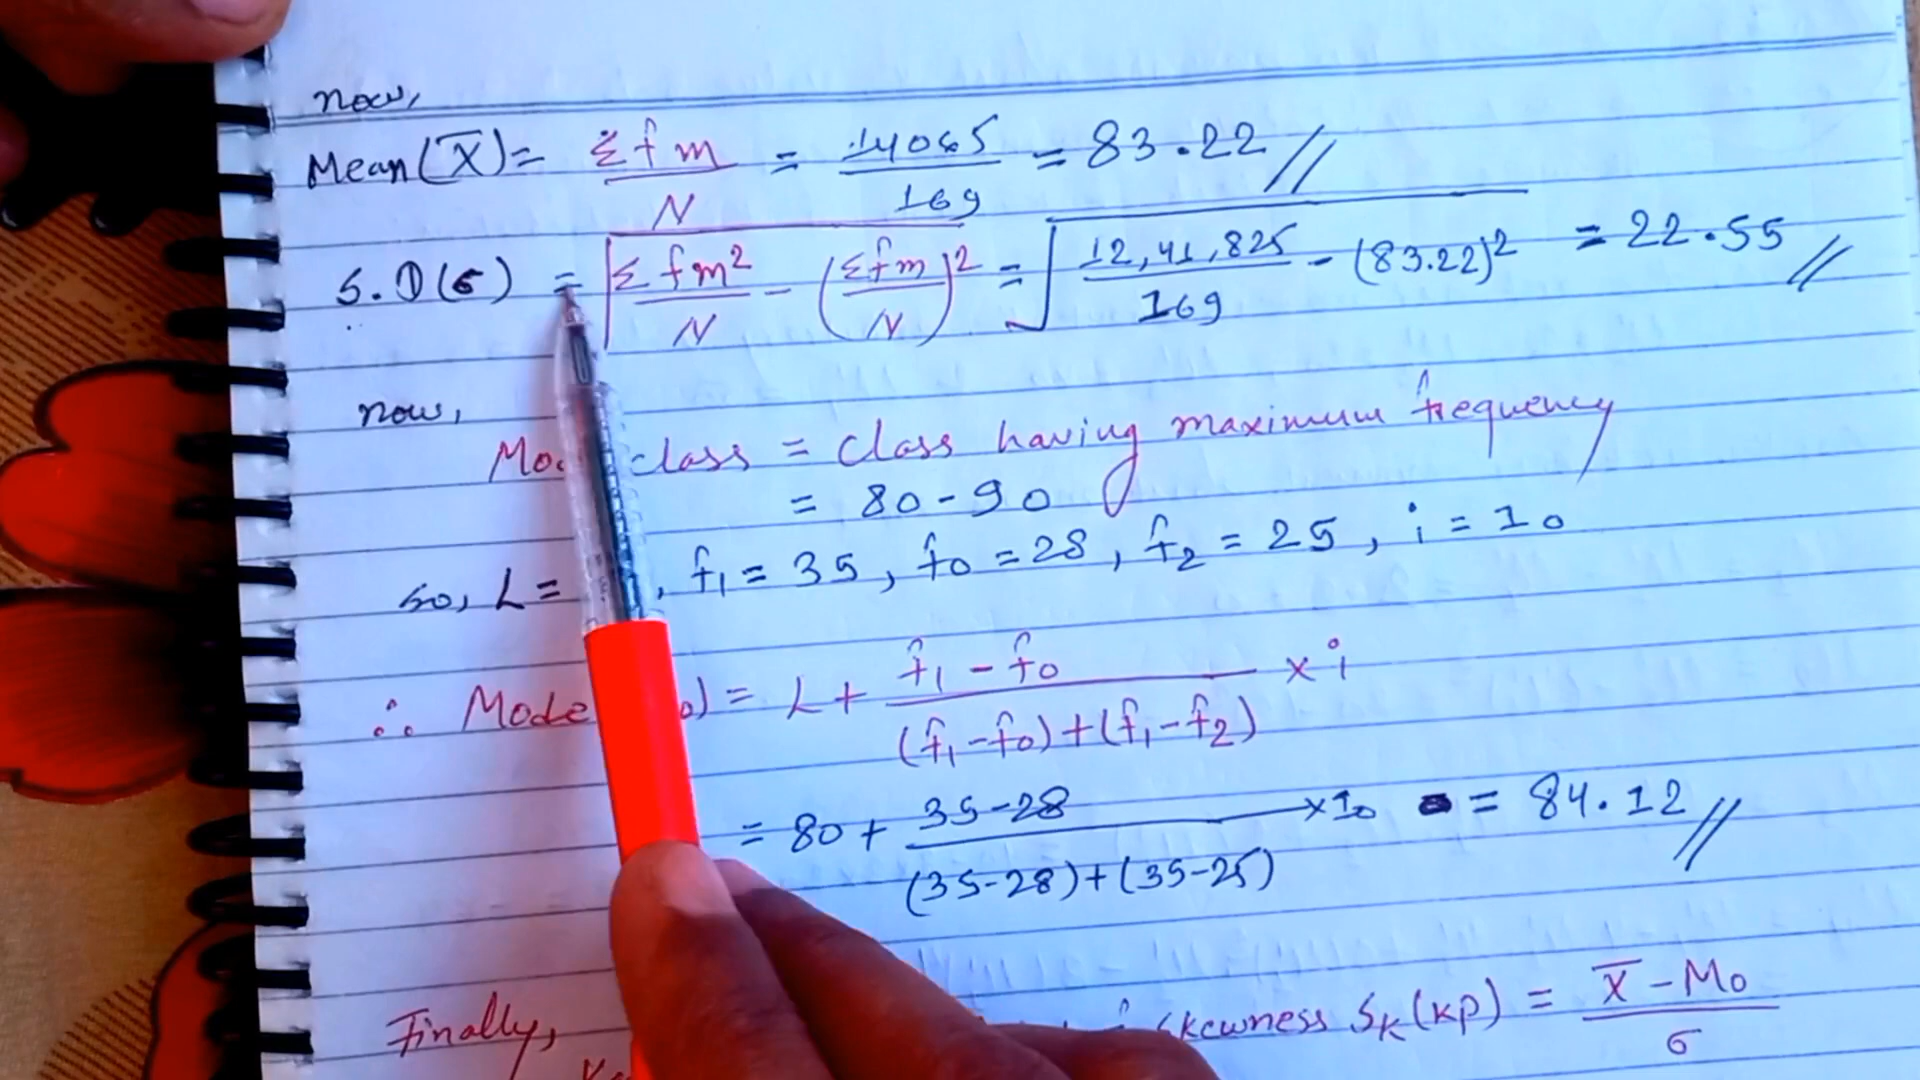 now,
Mean (X̅) = Σfm / N = 14065 / 169 = 83.22 //
S.D (σ) = √(Σfm² / N - (Σfm / N)²) = √(12,41,825 / 169 - (83.22)²) = 22.55 //
now,
class = class having maximum frequency
= 80-90
so, L = , f₁ = 35, f₀ = 28, f₂ = 25, i = 10
∴ Mode = L + (f₁ - f₀) / ((f₁-f₀)+(f₁-f₂)) × i
= 80 + (35-28) / ((35-28)+(35-25)) × 10 = 84.12 //
Finally, skewness Sk(kp) = (X̅ - Mo) / σ